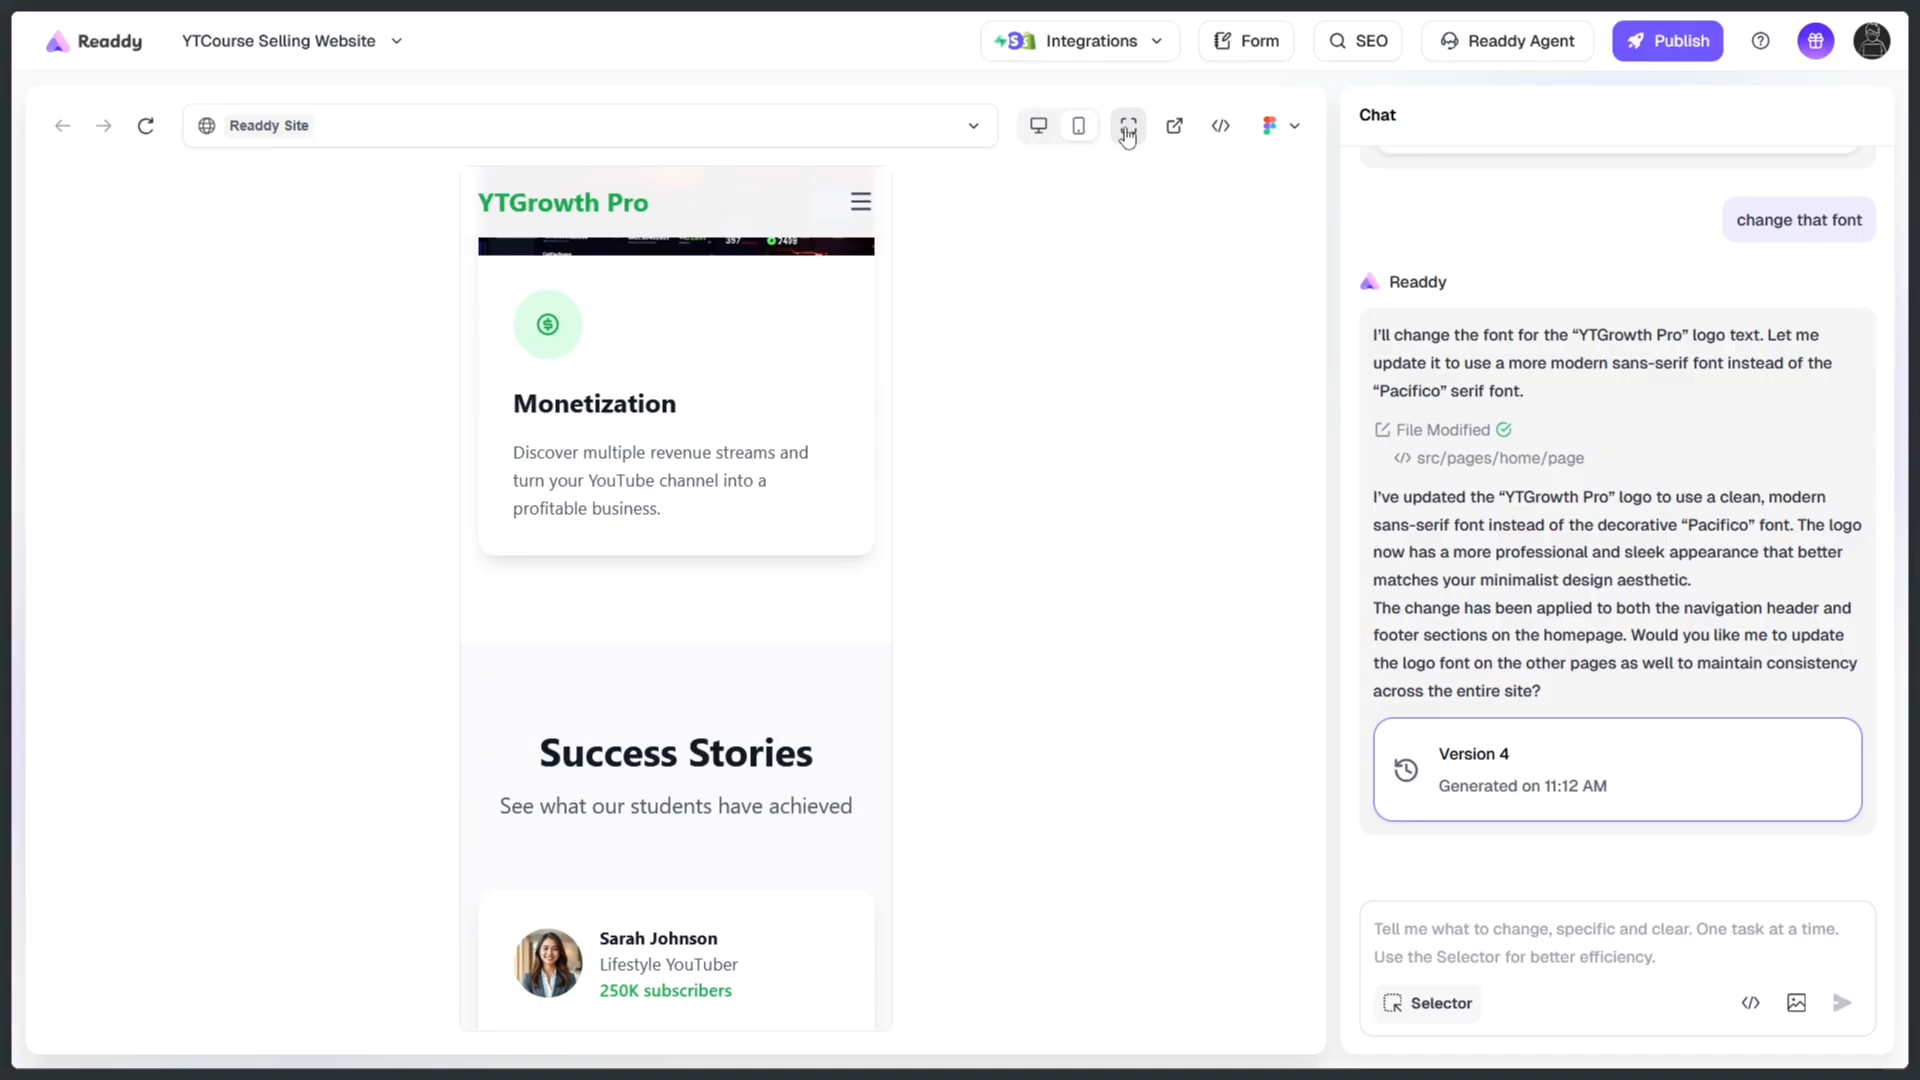 Readdy
YTCourse Selling Website
Integrations
Form
SEO
Readdy Agent
Publish
Readdy Site
YTGrowth Pro
397
2499
Monetization
Discover multiple revenue streams and
turn your YouTube channel into a
profitable business.
Success Stories
See what our students have achieved
Sarah Johnson
Lifestyle YouTuber
250K subscribers
Chat
change that font
Readdy
I’ll change the font for the “YTGrowth Pro” logo text. Let me
update it to use a more modern sans-serif font instead of the
“Pacifico” serif font.
File Modified
src/pages/home/page
I’ve updated the “YTGrowth Pro” logo to use a clean, modern
sans-serif font instead of the decorative “Pacifico” font. The logo
now has a more professional and sleek appearance that better
matches your minimalist design aesthetic.
The change has been applied to both the navigation header and
footer sections on the homepage. Would you like me to update
the logo font on the other pages as well to maintain consistency
across the entire site?
Version 4
Generated on 11:12 AM
Tell me what to change, specific and clear. One task at a time.
Use the Selector for better efficiency.
Selector